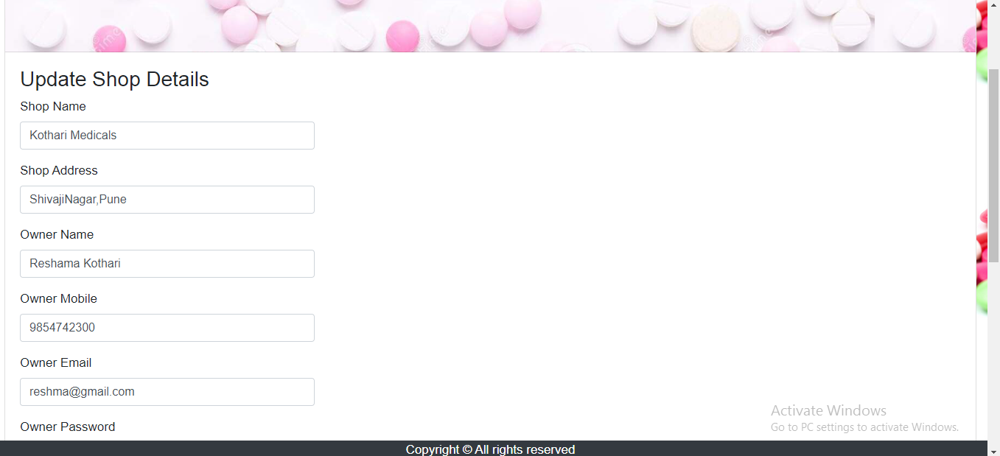 Update Shop Details
Shop Name
Kothari Medicals
Shop Address
ShivajiNagar,Pune
Owner Name
Reshama Kothari
Owner Mobile
9854742300
Owner Email
reshma@gmail.com
Owner Password
Activate Windows
Go to PC settings to activate Windows.
Copyright © All rights reserved